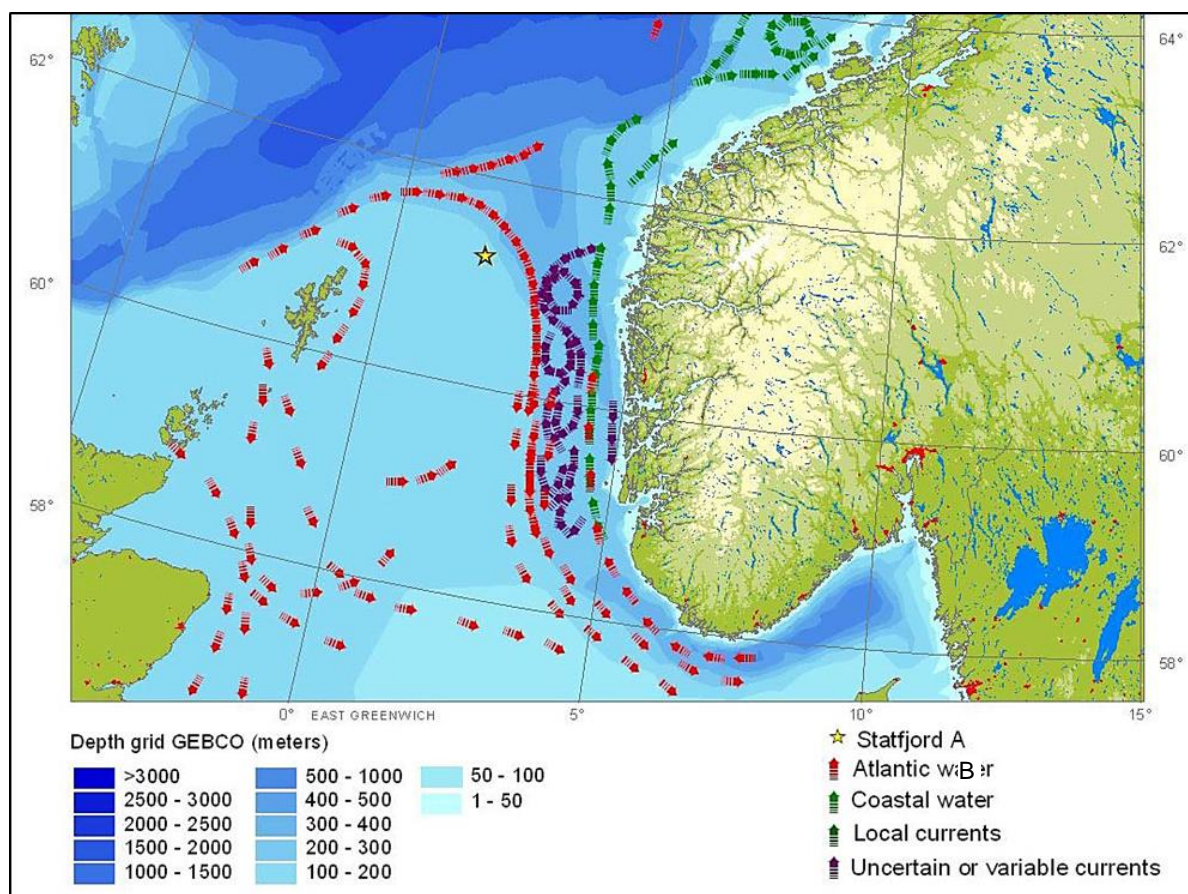 62°
64°
60°
62°
58°
60°
58°
0°
EAST GREENWICH
5°
10°
15°
Depth grid GEBCO (meters)
>3000
2500 - 3000
2000 - 2500
1500 - 2000
1000 - 1500
500 - 1000
400 - 500
300 - 400
200 - 300
100 - 200
50 - 100
1 - 50
Statfjord A
Atlantic B
Coastal water
Local currents
Uncertain or variable currents